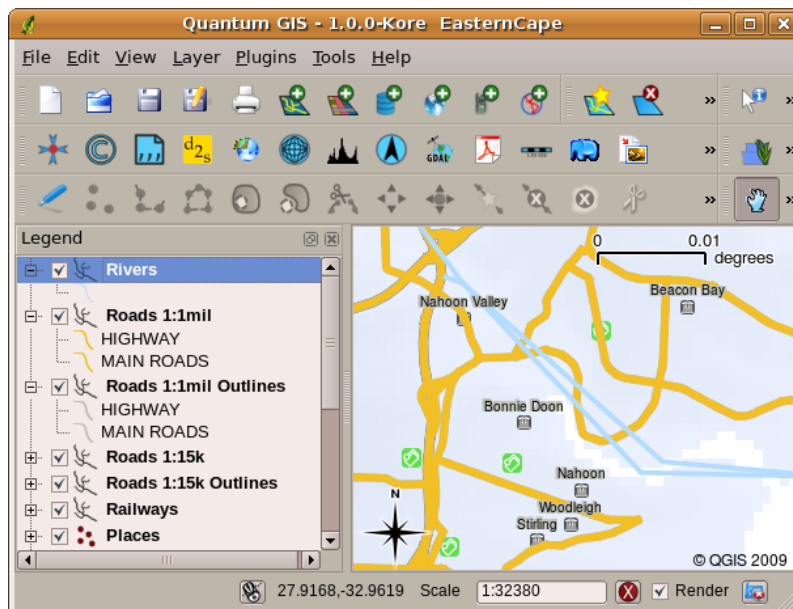 Quantum GIS - 1.0.0-Kore EasternCape
File Edit View Layer Plugins Tools Help
d2s
GDAL
Legend
Rivers
Roads 1:1mil
HIGHWAY
MAIN ROADS
Roads 1:1mil Outlines
HIGHWAY
MAIN ROADS
Roads 1:15k
Roads 1:15k Outlines
Railways
Places
0 0.01
degrees
Beacon Bay
Nahoon Valley
Bonnie Doon
Nahoon
Woodleigh
Stirling
N
© QGIS 2009
27.9168,-32.9619 Scale 1:32380 Render